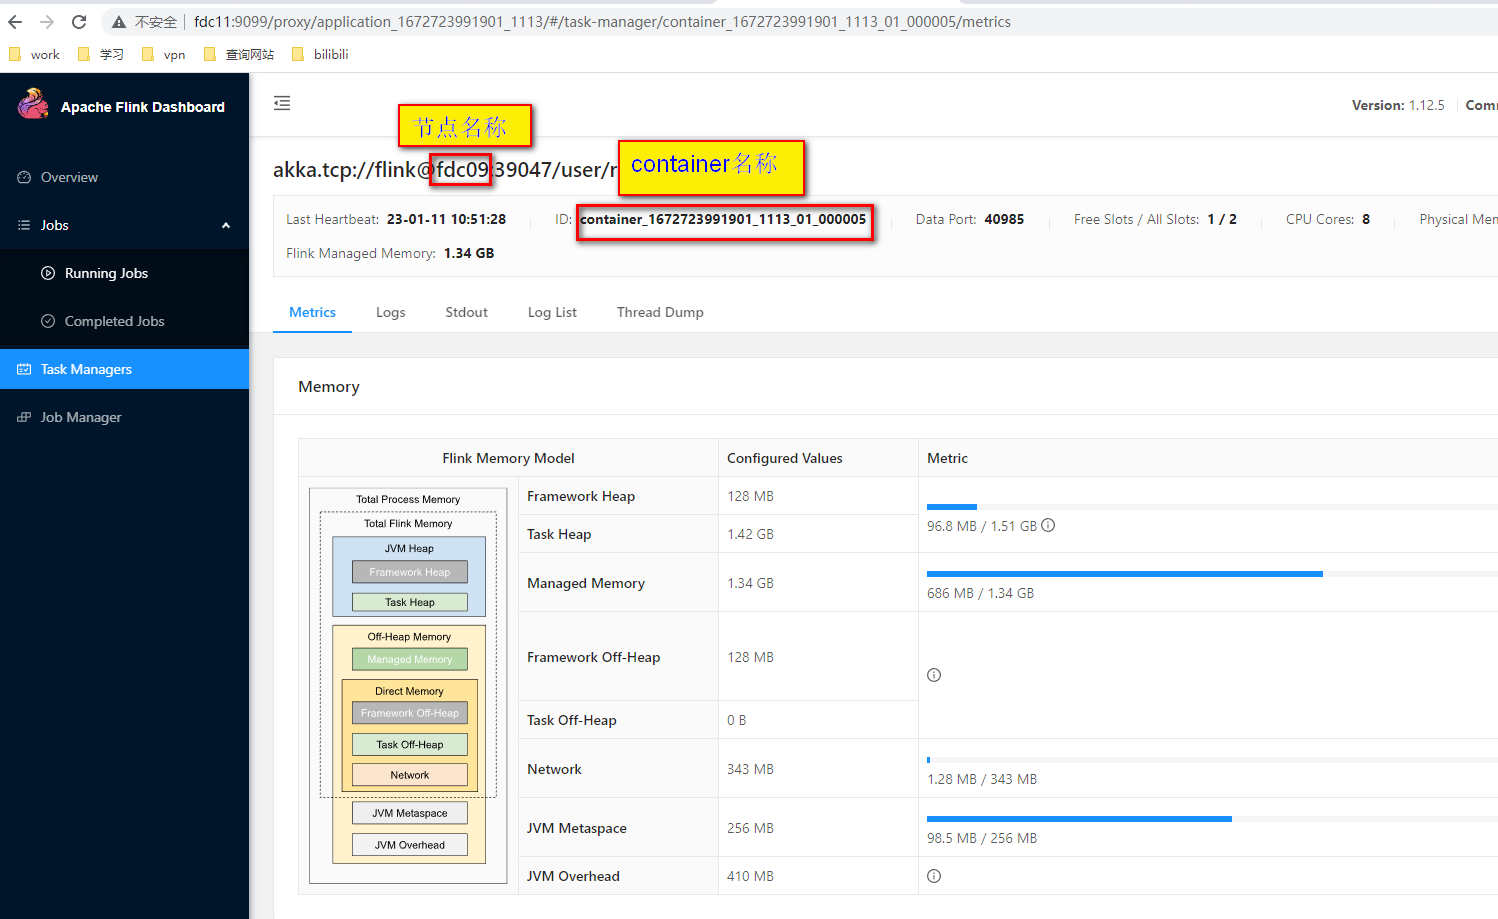 不安全 fdc11:9099/proxy/application_1672723991901_1113/#/task-manager/container_1672723991901_1113_01_000005/metrics
work 学习 vpn 查询网站 bilibili
Apache Flink Dashboard
Version: 1.12.5 Comm
节点名称
container名称
akka.tcp://flink@fdc09:39047/user/r
Overview
Jobs
Running Jobs
Completed Jobs
Task Managers
Job Manager
Last Heartbeat: 23-01-11 10:51:28 ID: container_1672723991901_1113_01_000005 Data Port: 40985 Free Slots / All Slots: 1 / 2 CPU Cores: 8 Physical Mem
Flink Managed Memory: 1.34 GB
Metrics Logs Stdout Log List Thread Dump
Memory
Flink Memory Model Configured Values Metric
Total Process Memory
Total Flink Memory
JVM Heap
Framework Heap
Task Heap
Off-Heap Memory
Managed Memory
Direct Memory
Framework Off-Heap
Task Off-Heap
Network
JVM Metaspace
JVM Overhead
Framework Heap 128 MB
96.8 MB / 1.51 GB
Task Heap 1.42 GB
Managed Memory 1.34 GB
686 MB / 1.34 GB
Framework Off-Heap 128 MB
Task Off-Heap 0 B
Network 343 MB
1.28 MB / 343 MB
JVM Metaspace 256 MB
98.5 MB / 256 MB
JVM Overhead 410 MB